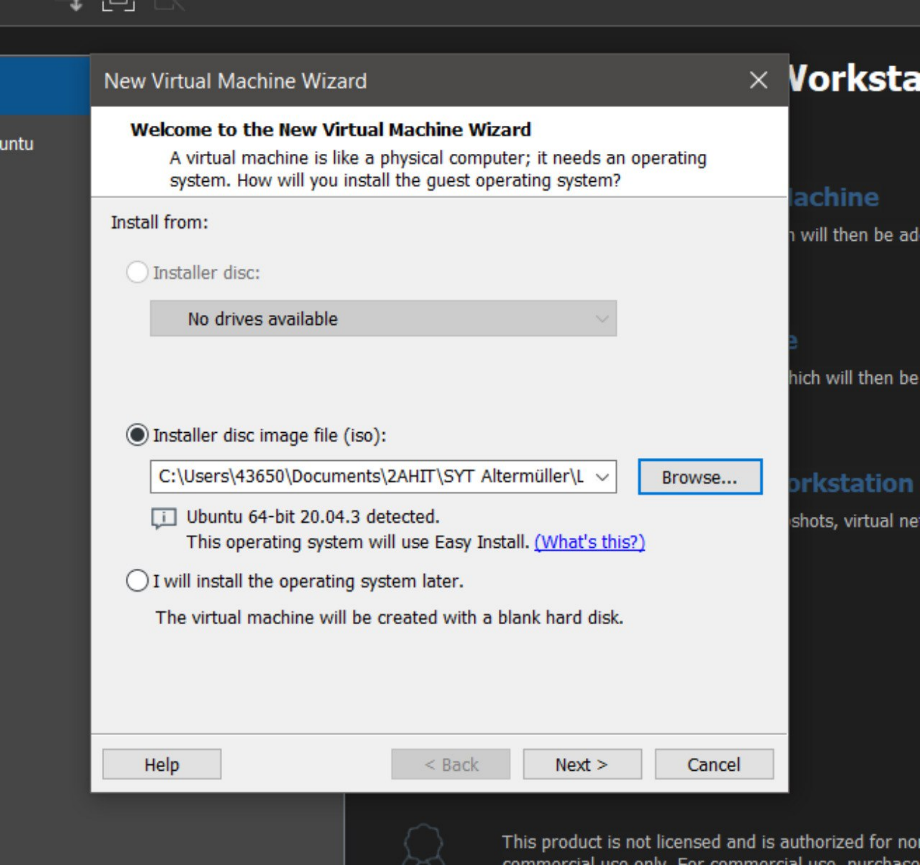 Vorksta
New Virtual Machine Wizard
Welcome to the New Virtual Machine Wizard
A virtual machine is like a physical computer; it needs an operating
system. How will you install the guest operating system?
untu
Install from:
achine
will then be ad
Installer disc:
No drives available
e
hich will then be
Installer disc image file (iso):
C:\Users\43650\Documents\2AHIT\SYT Altermüller\L
Browse...
orkstation
shots, virtual ne
Ubuntu 64-bit 20.04.3 detected.
This operating system will use Easy Install. (What's this?)
I will install the operating system later.
The virtual machine will be created with a blank hard disk.
Help
< Back
Next >
Cancel
This product is not licensed and is authorized for non
commercial use only. For commercial use, purchase